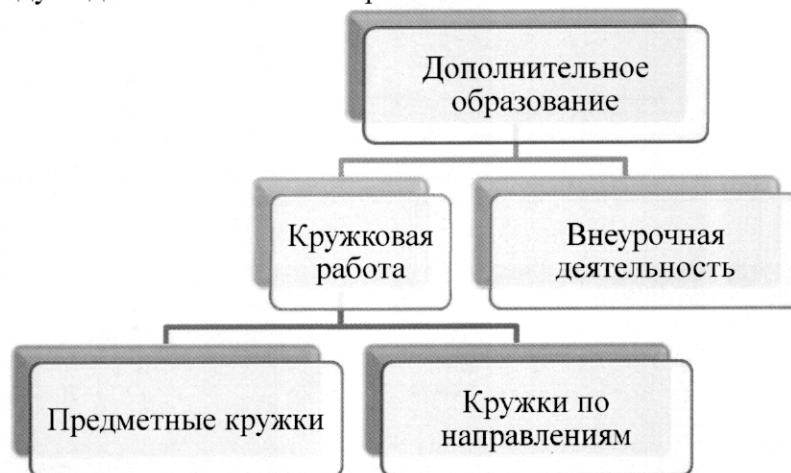 Дополнительное
образование
Кружковая
работа
Внеурочная
деятельность
Предметные кружки
Кружки по
направлениям